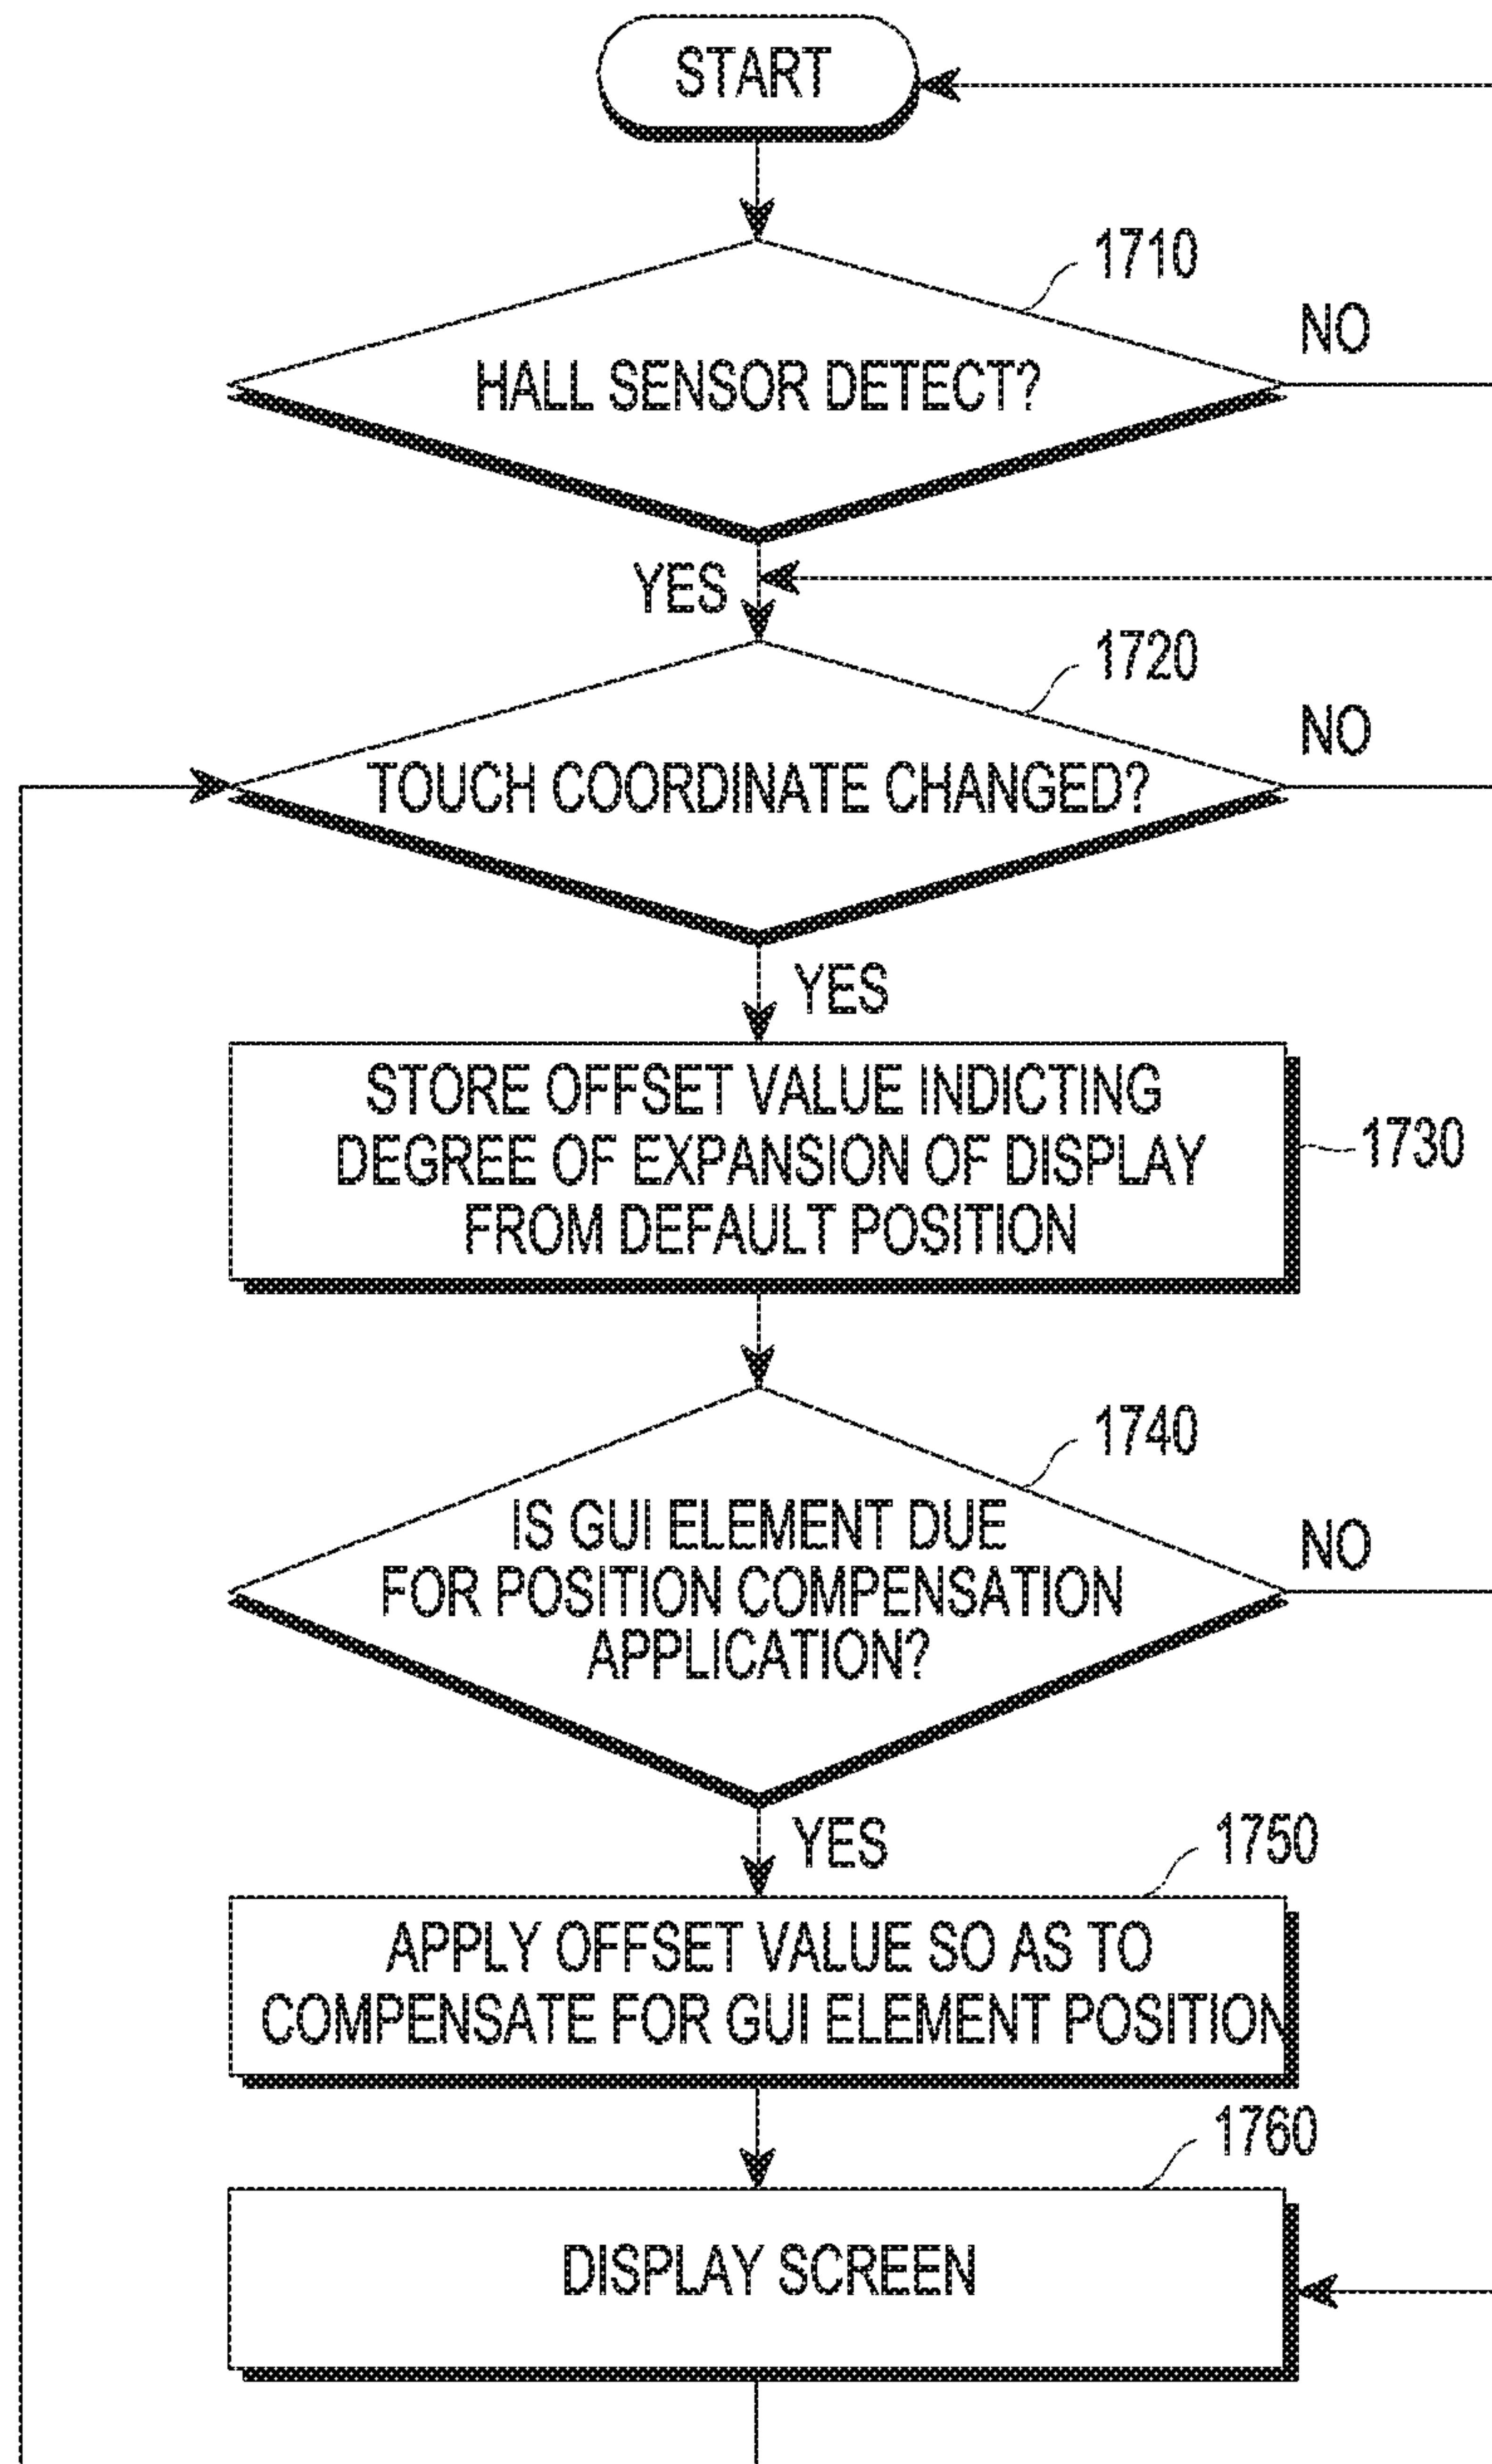 START
1710
NO
HALL SENSOR DETECT?
YES
1720
NO
TOUCH COORDINATE CHANGED?
YES
STORE OFFSET VALUE INDICTING
DEGREE OF EXPANSION OF DISPLAY
FROM DEFAULT POSITION
1730
1740
IS GUI ELEMENT DUE
FOR POSITION COMPENSATION
APPLICATION?
NO
YES
1750
APPLY OFFSET VALUE SO AS TO
COMPENSATE FOR GUI ELEMENT POSITION
1760
DISPLAY SCREEN